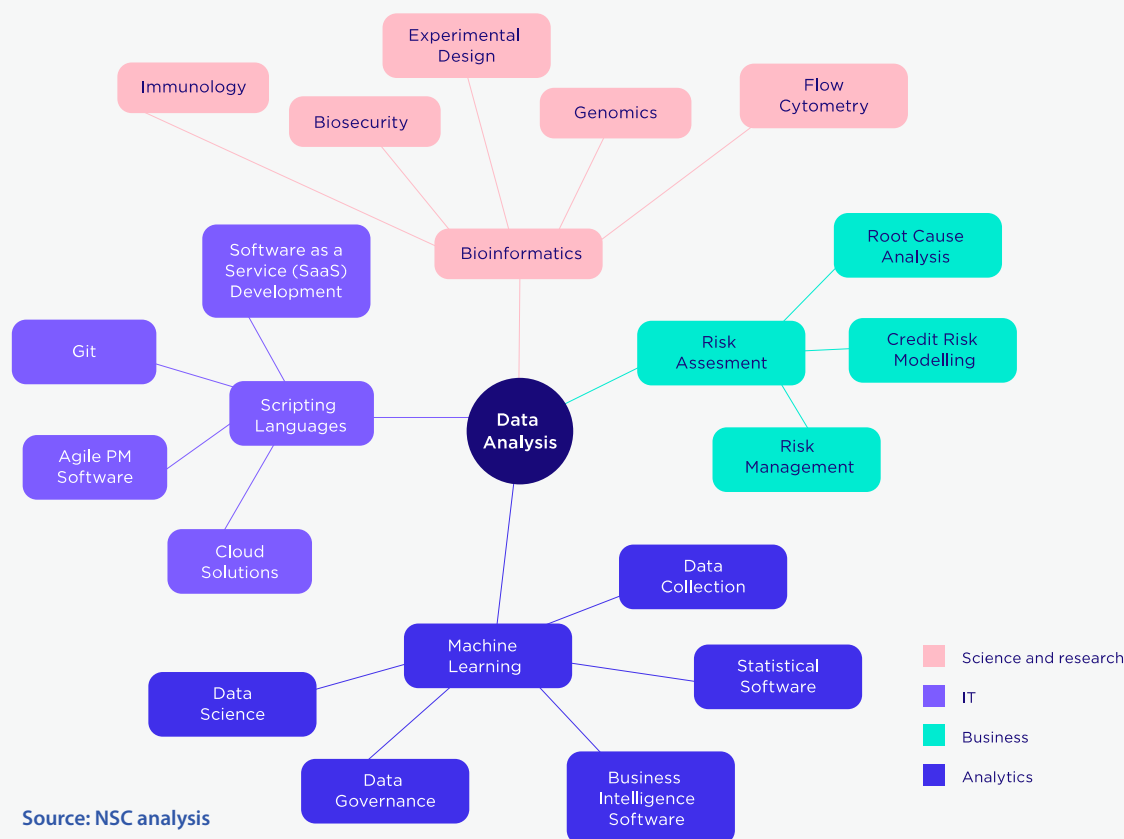 Experimental
Design
Immunology
Biosecurity
Genomics
Flow
Cytometry
Bioinformatics
Software as a
Service (SaaS)
Development
Git
Scripting
Languages
Agile PM
Software
Cloud
Solutions
Root Cause
Analysis
Risk
Assesment
Credit Risk
Modelling
Risk
Management
Data
Analysis
Data
Collection
Machine
Learning
Statistical
Software
Data
Science
Data
Governance
Business
Intelligence
Software
Science and research
IT
Business
Analytics
Source: NSC analysis